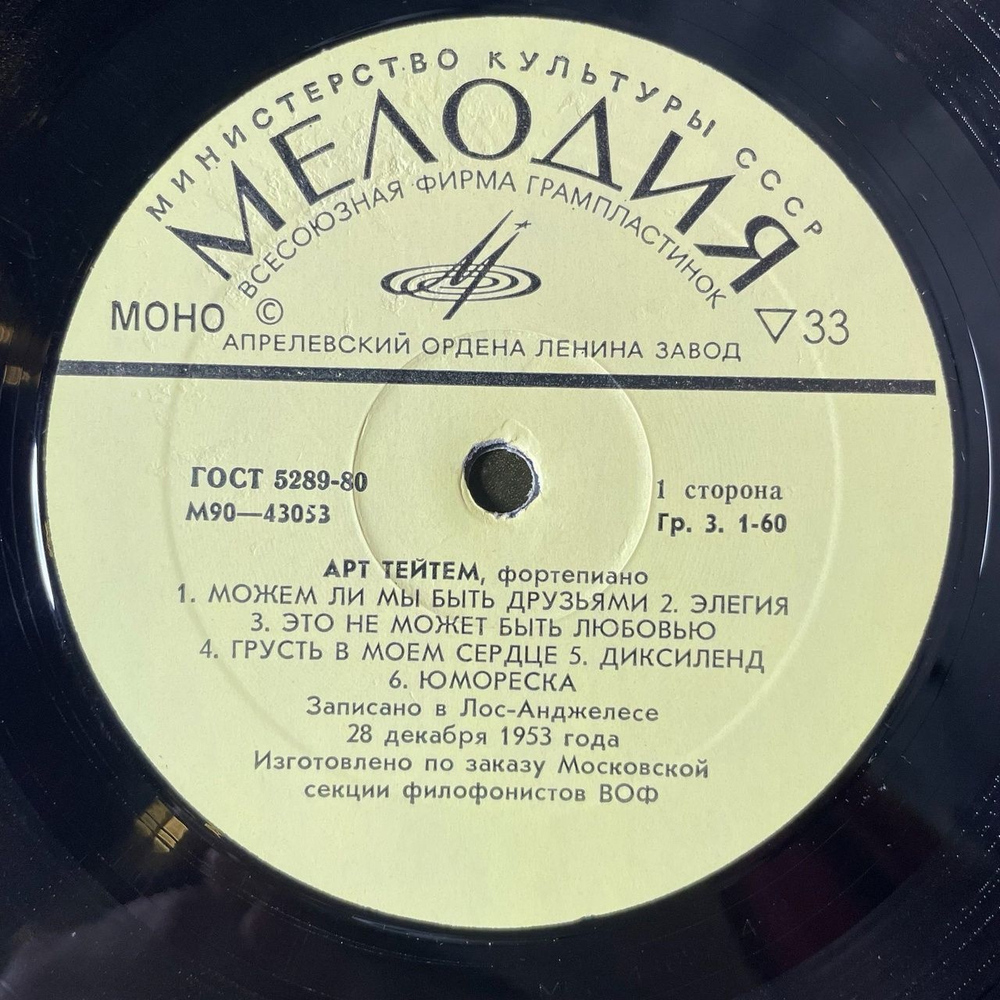 МИНИСТЕРСТВО КУЛЬТУРЫ СССР
МЕЛОДИЯ
ВСЕСОЮЗНАЯ ФИРМА ГРАМПЛАСТИНОК
МОНО © ▽33
АПРЕЛЕВСКИЙ ОРДЕНА ЛЕНИНА ЗАВОД
ГОСТ 5289-80
М90—43053
1 сторона
Гр. 3. 1-60
АРТ ТЕЙТЕМ, фортепиано
1. МОЖЕМ ЛИ МЫ БЫТЬ ДРУЗЬЯМИ 2. ЭЛЕГИЯ
3. ЭТО НЕ МОЖЕТ БЫТЬ ЛЮБОВЬЮ
4. ГРУСТЬ В МОЕМ СЕРДЦЕ 5. ДИКСИЛЕНД
6. ЮМОРЕСКА
Записано в Лос-Анджелесе
28 декабря 1953 года
Изготовлено по заказу Московской
секции филофонистов ВОФ